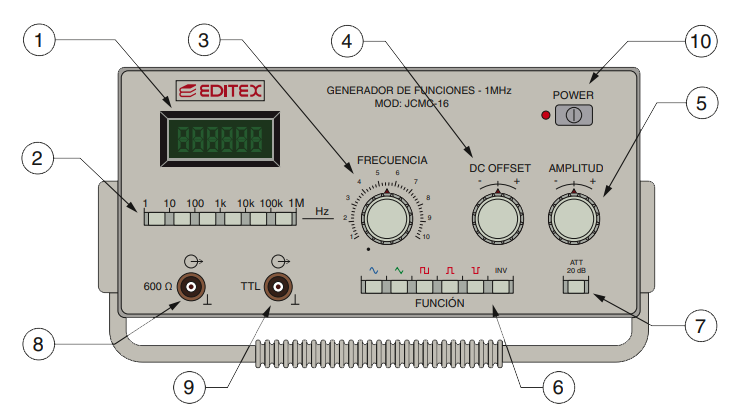 1
3
4
10
EDITEX
GENERADOR DE FUNCIONES - 1MHz
MOD: JCMC-16
POWER
5
2
FRECUENCIA
DC OFFSET
AMPLITUD
- +
- +
1 10 100 1k 10k 100k 1M
Hz
1 2 3 4 5 6 7 8 9 10
600 Ω
TTL
INV
ATT
20 dB
FUNCIÓN
8
9
6
7